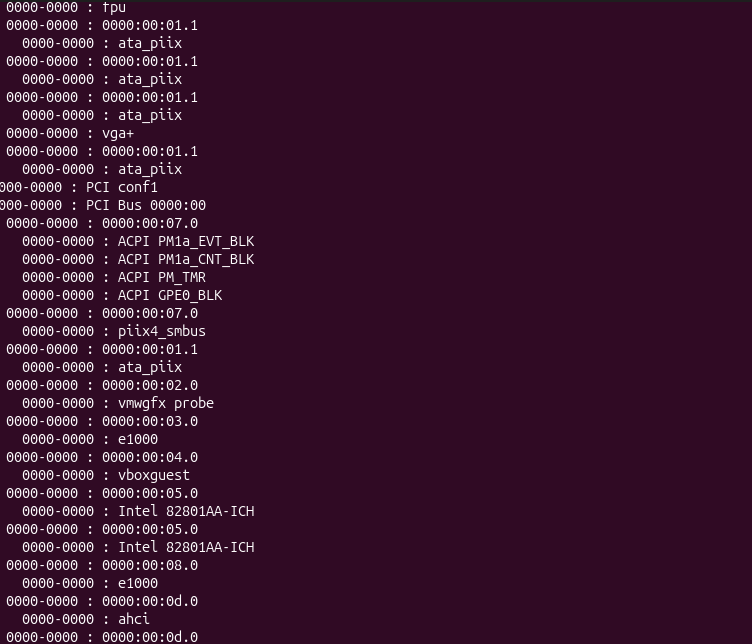 0000-0000 : fpu
0000-0000 : 0000:00:01.1
0000-0000 : ata_piix
0000-0000 : 0000:00:01.1
0000-0000 : ata_piix
0000-0000 : 0000:00:01.1
0000-0000 : ata_piix
0000-0000 : vga+
0000-0000 : 0000:00:01.1
0000-0000 : ata_piix
000-0000 : PCI conf1
000-0000 : PCI Bus 0000:00
0000-0000 : 0000:00:07.0
0000-0000 : ACPI PM1a_EVT_BLK
0000-0000 : ACPI PM1a_CNT_BLK
0000-0000 : ACPI PM_TMR
0000-0000 : ACPI GPE0_BLK
0000-0000 : 0000:00:07.0
0000-0000 : piix4_smbus
0000-0000 : 0000:00:01.1
0000-0000 : ata_piix
0000-0000 : 0000:00:02.0
0000-0000 : vmwgfx probe
0000-0000 : 0000:00:03.0
0000-0000 : e1000
0000-0000 : 0000:00:04.0
0000-0000 : vboxguest
0000-0000 : 0000:00:05.0
0000-0000 : Intel 82801AA-ICH
0000-0000 : 0000:00:05.0
0000-0000 : Intel 82801AA-ICH
0000-0000 : 0000:00:08.0
0000-0000 : e1000
0000-0000 : 0000:00:0d.0
0000-0000 : ahci
0000-0000 : 0000:00:0d.0